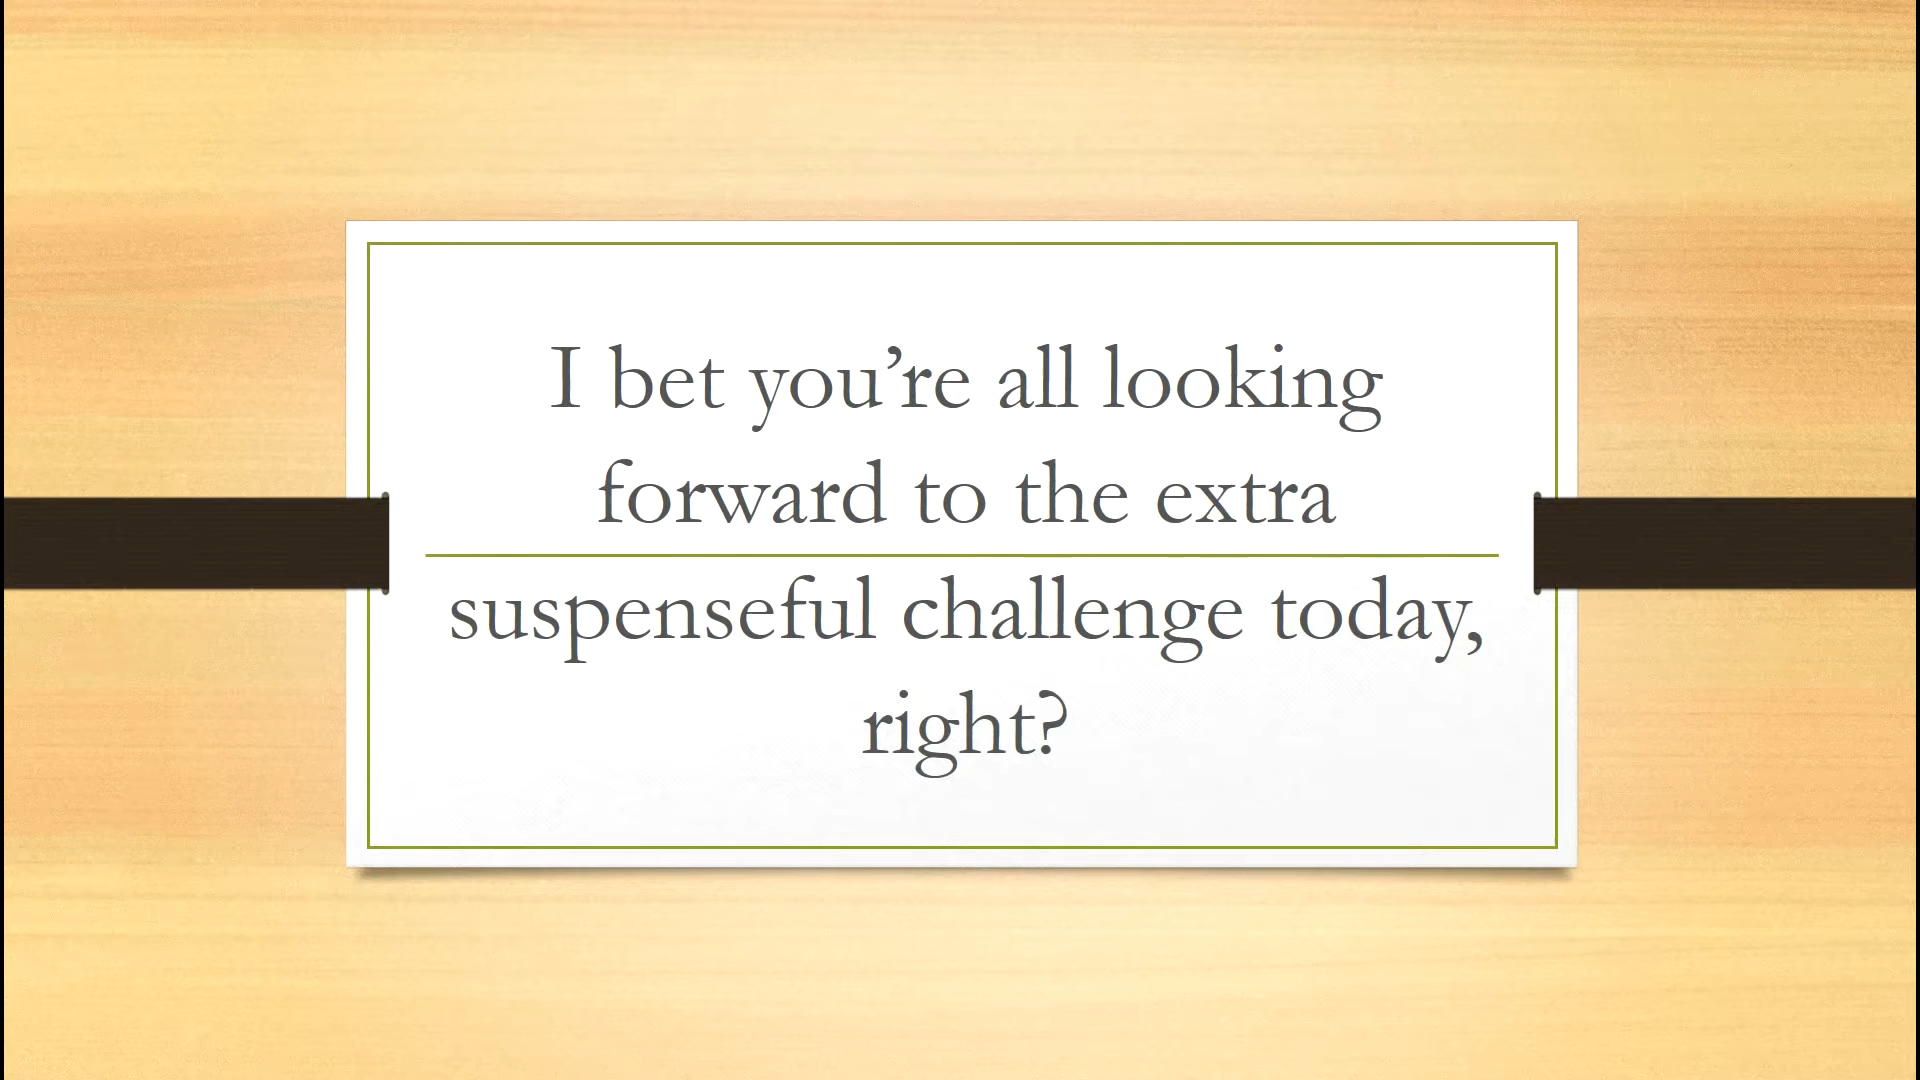 I bet you’re all looking
forward to the extra
suspenseful challenge today,
right?